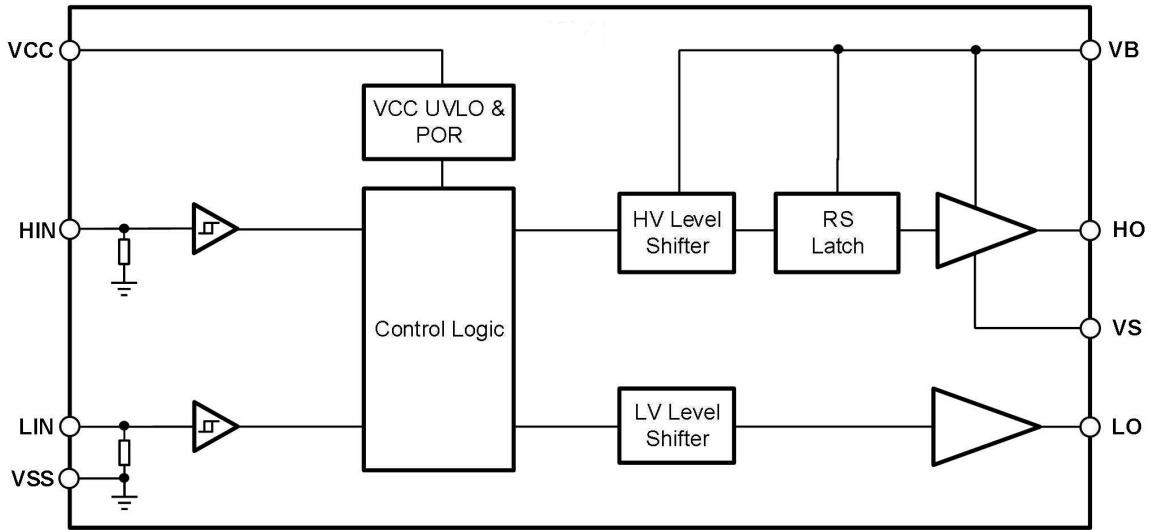 VCC
VB
VCC UVLO &
POR
HIN
HV Level
Shifter
RS
Latch
HO
Control Logic
VS
LIN
LV Level
Shifter
LO
VSS